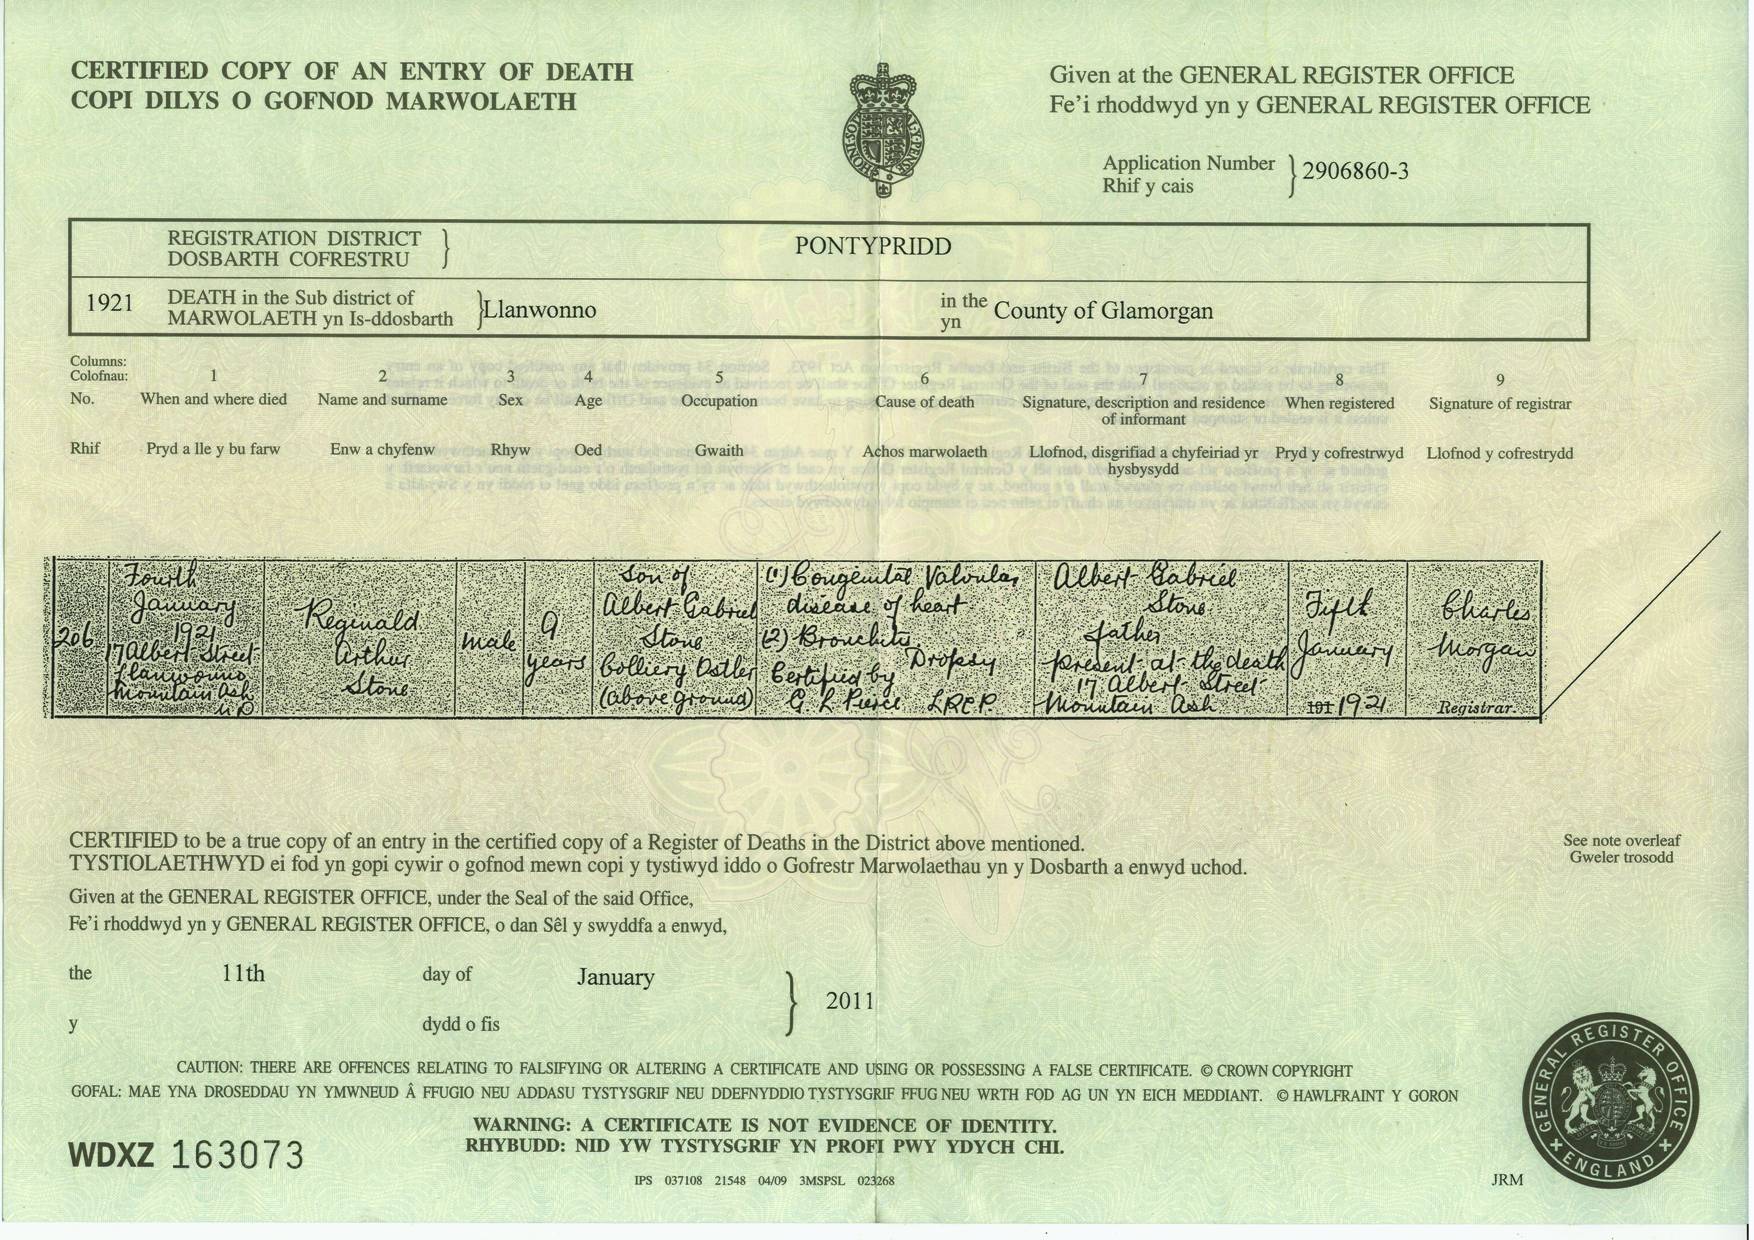 CERTIFIED COPY OF AN ENTRY OF DEATH
COPI DILYS O GOFNOD MARWOLAETH
Given at the GENERAL REGISTER OFFICE
Fe'i rhoddwyd yn y GENERAL REGISTER OFFICE
Application Number
Rhif y cais
2906860-3
REGISTRATION DISTRICT
DOSBARTH COFRESTRU
PONTYPRIDD
1921
DEATH in the Sub district of
MARWOLAETH yn Is-ddosbarth
Llanwonno
in the
yn
County of Glamorgan
Columns:
Colofnau:
1 2 3 4 5 6 7 8 9
No.
When and where died
Name and surname
Sex
Age
Occupation
Cause of death
Signature, description and residence
of informant
When registered
Signature of registrar
Rhif
Pryd a lle y bu farw
Enw a chyfenw
Rhyw
Oed
Gwaith
Achos marwolaeth
Llofnod, disgrifiad a chyfeiriad yr
hysbysydd
Pryd y cofrestrwyd
Llofnod y cofrestrydd
206
Fourth
January
1921
17 Albert Street
Llanwonno
Mountain Ash
UD
Reginald
Arthur
Stone
male
9
years
Son of
Albert Gabriel
Stone
Colliery Ostler
(above ground)
(1) Congenital Valvular
disease of heart
(2) Bronchitis
Dropsy
Certified by
G L Pierce LRCP.
Albert Gabriel
Stone
father
present at the death
17 Albert Street
Mountain Ash
Fifth
January
191 1921
Charles
Morgan
Registrar.
CERTIFIED to be a true copy of an entry in the certified copy of a Register of Deaths in the District above mentioned.
TYSTIOLAETHWYD ei fod yn gopi cywir o gofnod mewn copi y tystiwyd iddo o Gofrestr Marwolaethau yn y Dosbarth a enwyd uchod.
See note overleaf
Gweler trosodd
Given at the GENERAL REGISTER OFFICE, under the Seal of the said Office,
Fe'i rhoddwyd yn y GENERAL REGISTER OFFICE, o dan Sêl y swyddfa a enwyd,
the 11th day of January
2011
y dydd o fis
CAUTION: THERE ARE OFFENCES RELATING TO FALSIFYING OR ALTERING A CERTIFICATE AND USING OR POSSESSING A FALSE CERTIFICATE. © CROWN COPYRIGHT
GOFAL: MAE YNA DROSEDDAU YN YMWNEUD Â FFUGIO NEU ADDASU TYSTYSGRIF NEU DDEFNYDDIO TYSTYSGRIF FFUG NEU WRTH FOD AG UN YN EICH MEDDIANT. © HAWLFRAINT Y GORON
WARNING: A CERTIFICATE IS NOT EVIDENCE OF IDENTITY.
RHYBUDD: NID YW TYSTYSGRIF YN PROFI PWY YDYCH CHI.
WDXZ 163073
IPS 037108 21548 04/09 3MSPSL 023268
JRM
GENERAL REGISTER OFFICE
ENGLAND